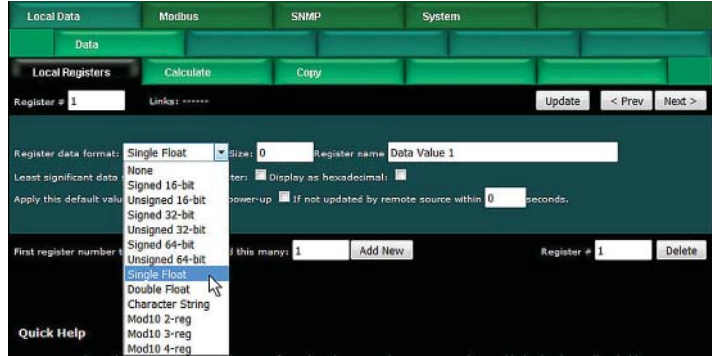 Local Data Modbus SNMP System
Data
Local Registers Calculate Copy
Register # 1 Links: ------ Update < Prev Next >
Register data format: Single Float Size: 0 Register name Data Value 1
None
Least significant data ter: Display as hexadecimal:
Signed 16-bit
Apply this default valu power-up If not updated by remote source within 0 seconds.
Unsigned 16-bit
Signed 32-bit
Unsigned 32-bit
Signed 64-bit
First register number t d this many: 1 Add New Register # 1 Delete
Unsigned 64-bit
Single Float
Double Float
Character String
Mod10 2-reg
Quick Help Mod10 3-reg
Mod10 4-reg